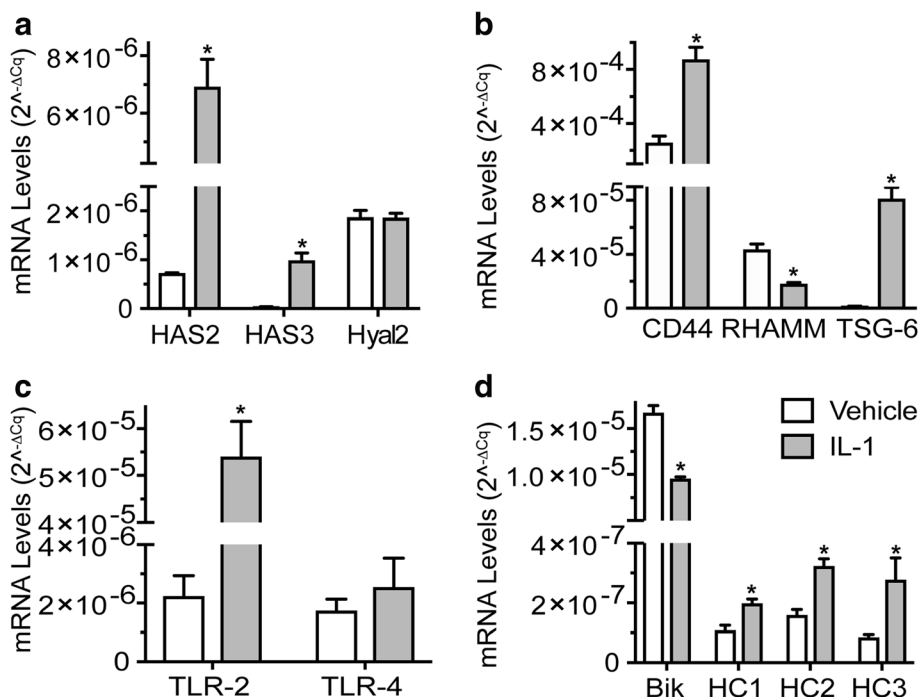 a
mRNA Levels (2^-ΔCq)
8×10-6
6×10-6
2×10-6
1×10-6
0
*
*
HAS2 HAS3 Hyal2
b
mRNA Levels (2^-ΔCq)
8×10-4
4×10-4
8×10-5
4×10-5
0
*
*
*
CD44 RHAMM TSG-6
c
mRNA Levels (2^-ΔCq)
6×10-5
5×10-5
4×10-5
4×10-6
2×10-6
0
*
TLR-2 TLR-4
d
mRNA Levels (2^-ΔCq)
1.5×10-5
1.0×10-5
4×10-7
2×10-7
0
*
*
*
*
Vehicle
IL-1
Bik HC1 HC2 HC3